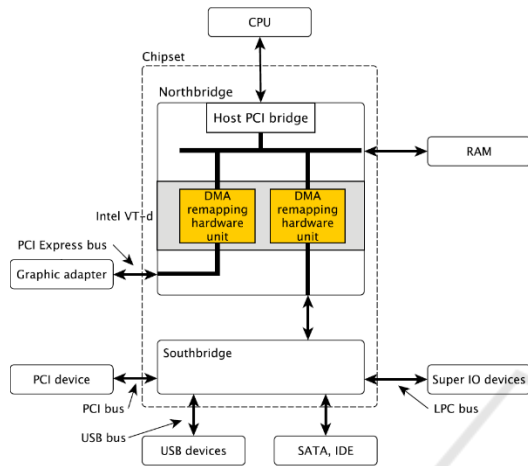 CPU
Chipset
Northbridge
Host PCI bridge
RAM
Intel VT-d
DMA
remapping
hardware
unit
DMA
remapping
hardware
unit
PCI Express bus
Graphic adapter
Southbridge
PCI device
Super IO devices
PCI bus
LPC bus
USB bus
USB devices
SATA, IDE